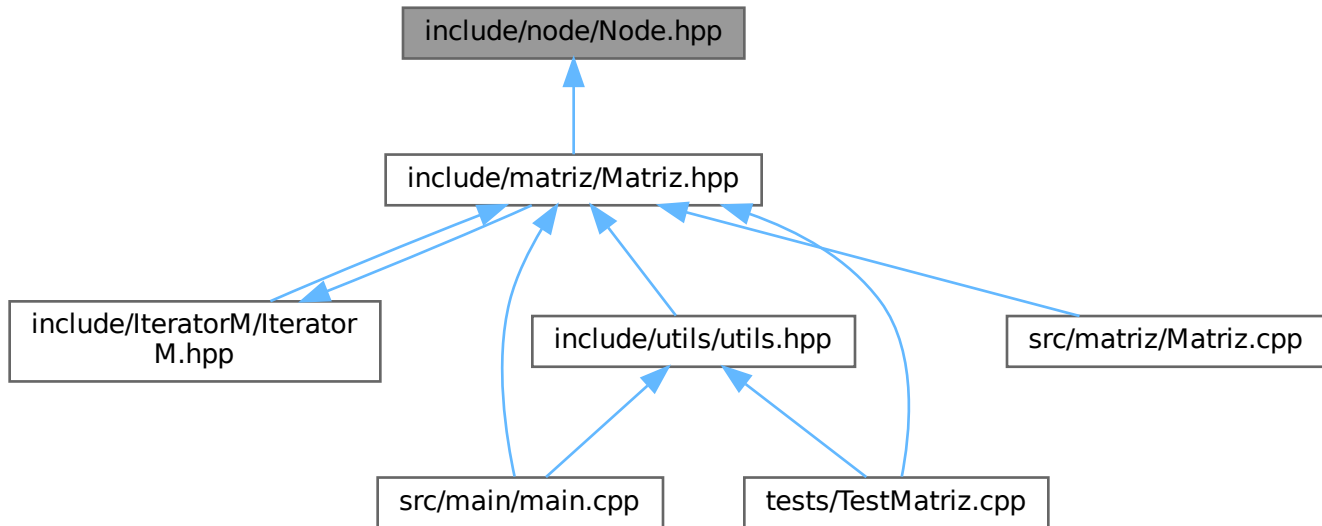 include/node/Node.hpp
include/matriz/Matriz.hpp
include/IteratorM/Iterator
M.hpp
include/utils/utils.hpp
src/matriz/Matriz.cpp
src/main/main.cpp
tests/TestMatriz.cpp